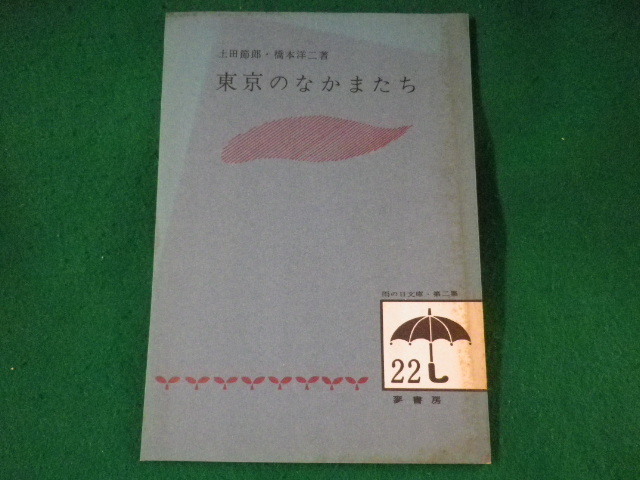 土田節郎・橋本洋二著
東京のなかまたち
雨の日文庫・第二集
22
夢書房